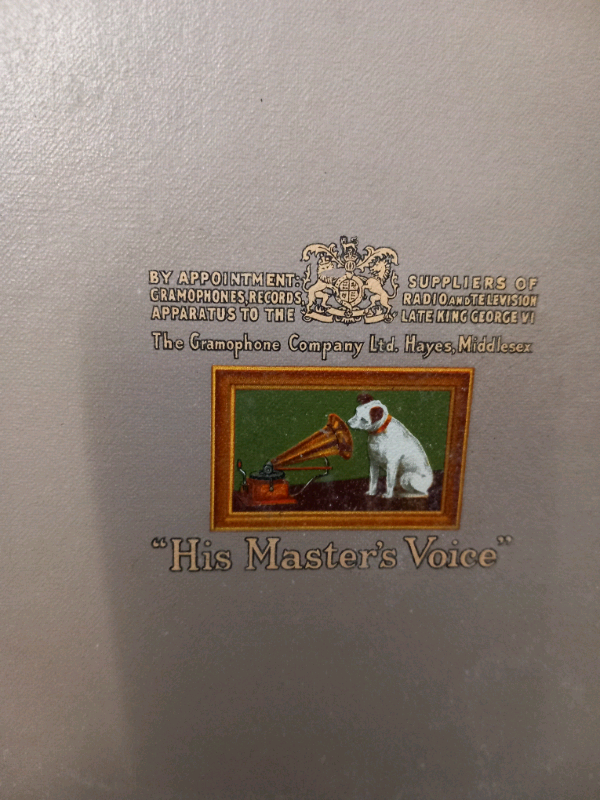 BY APPOINTMENT: SUPPLIERS OF
GRAMOPHONES, RECORDS, RADIO AND TELEVISION
APPARATUS TO THE LATE KING GEORGE VI
The Gramophone Company Ltd. Hayes, Middlesex
“His Master's Voice”